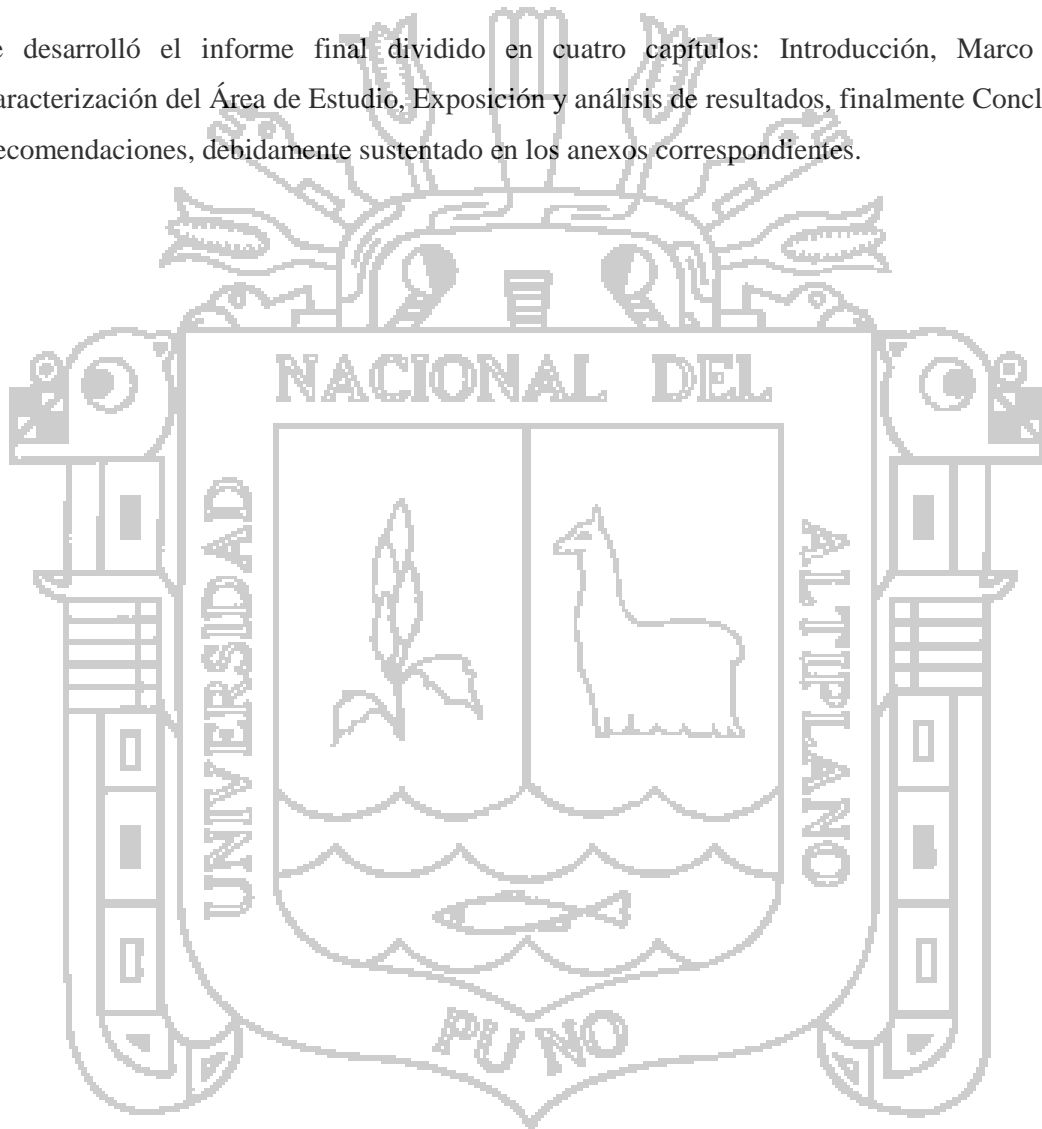 e desarrolló el informe final dividido en cuatro capítulos: Introducción, Marco
aracterización del Área de Estudio, Exposición y análisis de resultados, finalmente Concl
ecomendaciones, debidamente sustentado en los anexos correspondientes.
NACIONAL DEL
UNIVERSIDAD
ALTIPLANO
PUNO